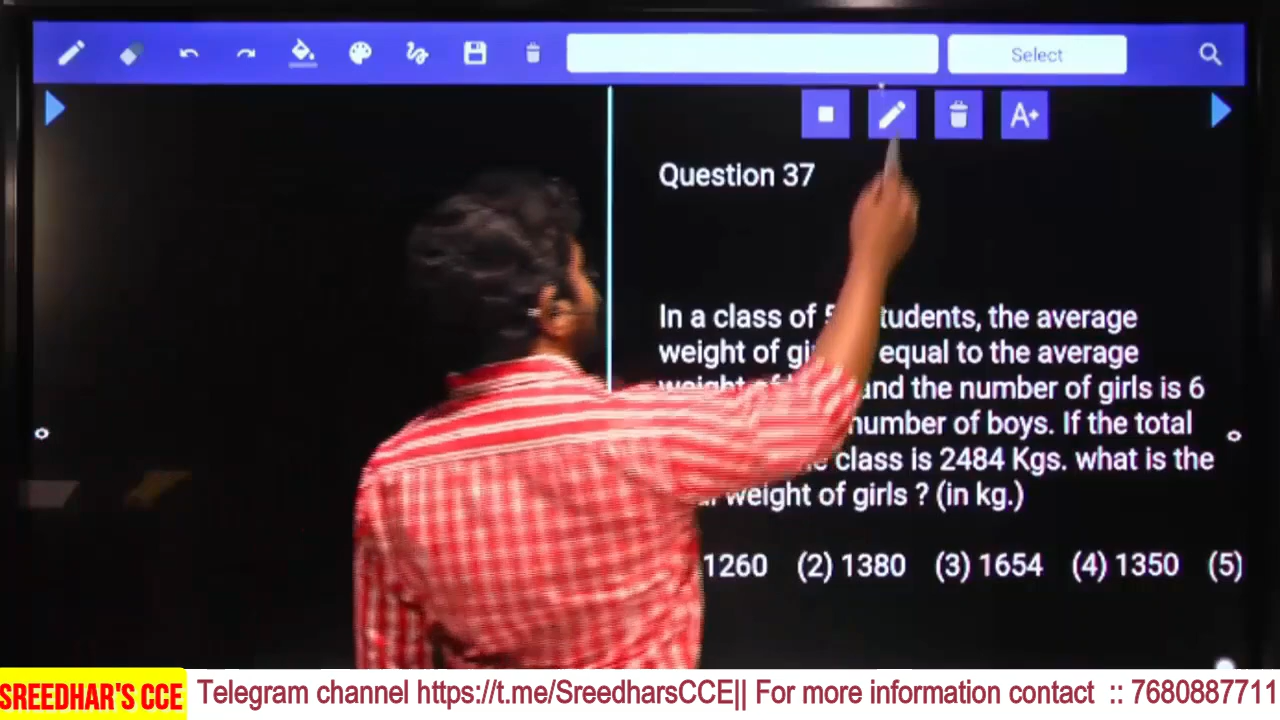 Select
A+
Question 37
In a class of students, the average
weight of equal to the average
weight of and the number of girls is 6
number of boys. If the total
class is 2484 Kgs. what is the
weight of girls ? (in kg.)
1260 (2) 1380 (3) 1654 (4) 1350 (5)
SREEDHAR'S CCE Telegram channel https://t.me/SreedharsCCE|| For more information contact :: 7680887711